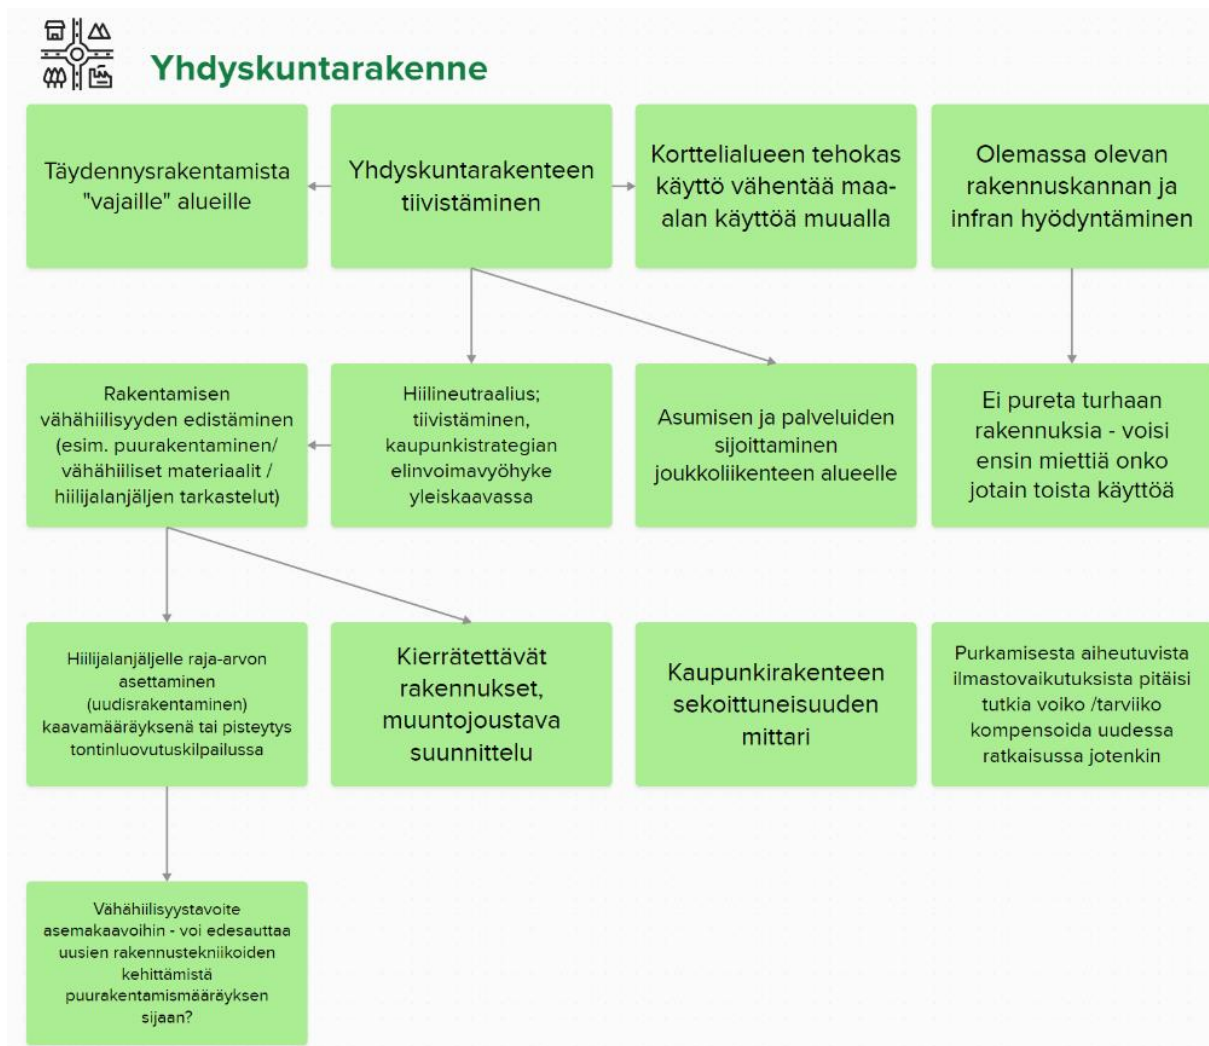 Yhdyskuntarakenne
Täydennysrakentamista
"vajaille" alueille
Yhdyskuntarakenteen
tiivistäminen
Korttelialueen tehokas
käyttö vähentää maa-
alan käyttöä muualla
Olemassa olevan
rakennuskannan ja
infran hyödyntäminen
Rakentamisen
vähähiilisyyden edistäminen
(esim. puurakentaminen/
vähähiiliset materiaalit /
hiilijalanjäljen tarkastelut)
Hiilineutraalius;
tiivistäminen,
kaupunkistrategian
elinvoimavyöhyke
yleiskaavassa
Asumisen ja palveluiden
sijoittaminen
joukkoliikenteen alueelle
Ei pureta turhaan
rakennuksia - voisi
ensin miettiä onko
jotain toista käyttöä
Hiilijalanjäljelle raja-arvon
asettaminen
(uudisrakentaminen)
kaavamääräyksenä tai pisteytys
tontinluovutuskilpailussa
Kierrätettävät
rakennukset,
muuntojoustava
suunnittelu
Kaupunkirakenteen
sekoittuneisuuden
mittari
Purkamisesta aiheutuvista
ilmastovaikutuksista pitäisi
tutkia voiko /tarviiko
kompensoida uudessa
ratkaisussa jotenkin
Vähähiilisyystavoite
asemakaavoihin - voi edesauttaa
uusien rakennustekniikoiden
kehittämistä
puurakentamismääräyksen
sijaan?